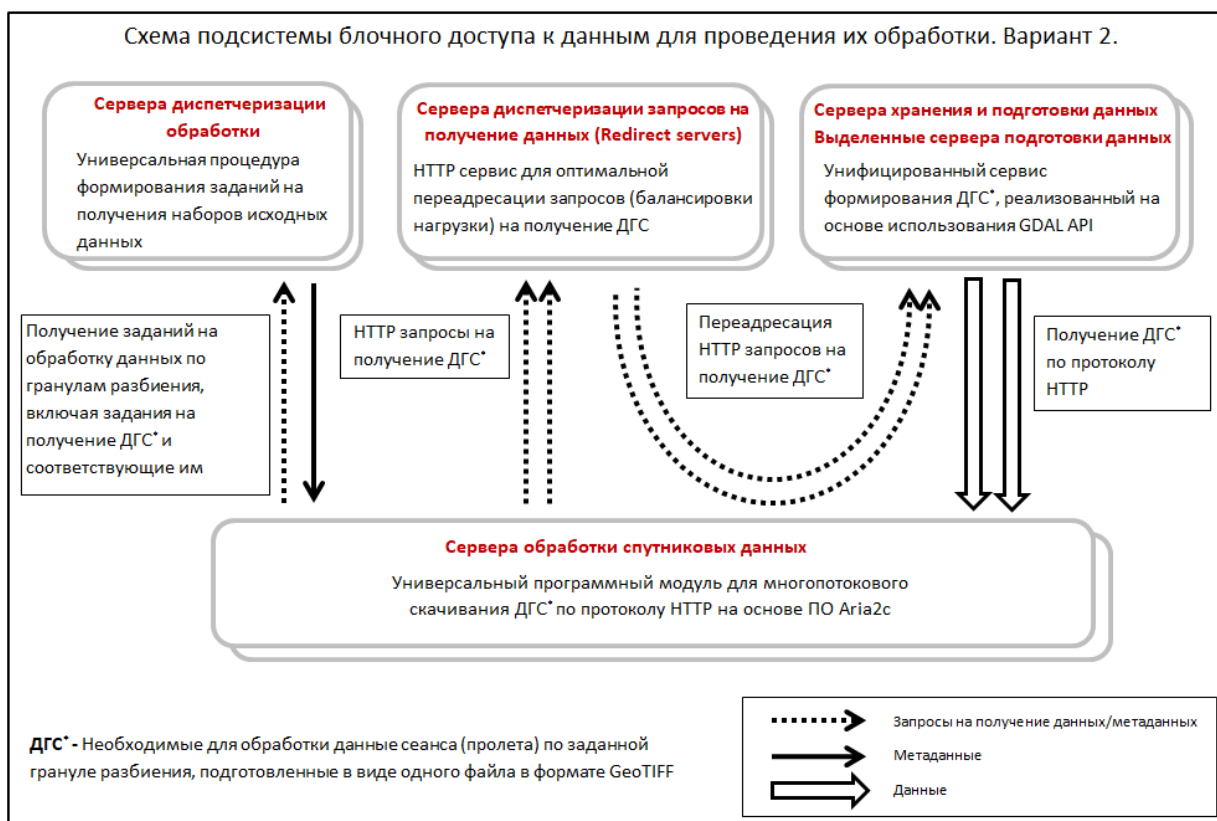 Схема подсистемы блочного доступа к данным для проведения их обработки. Вариант 2.
Сервера диспетчеризации
обработки
Универсальная процедура
формирования заданий на
получения наборов исходных
данных
Сервера диспетчеризации запросов на
получение данных (Redirect servers)
HTTP сервис для оптимальной
переадресации запросов (балансировки
нагрузки) на получение ДГС
Сервера хранения и подготовки данных
Выделенные сервера подготовки данных
Унифицированный сервис
формирования ДГС*, реализованный на
основе использования GDAL API
Получение заданий на
обработку данных по
гранулам разбиения,
включая задания на
получение ДГС* и
соответствующие им
HTTP запросы на
получение ДГС*
Переадресация
HTTP запросов на
получение ДГС*
Получение ДГС*
по протоколу
HTTP
Сервера обработки спутниковых данных
Универсальный программный модуль для многопотокового
скачивания ДГС* по протоколу HTTP на основе ПО Aria2c
ДГС* - Необходимые для обработки данные сеанса (пролета) по заданной
грануле разбиения, подготовленные в виде одного файла в формате GeoTIFF
Запросы на получение данных/метаданных
Метаданные
Данные